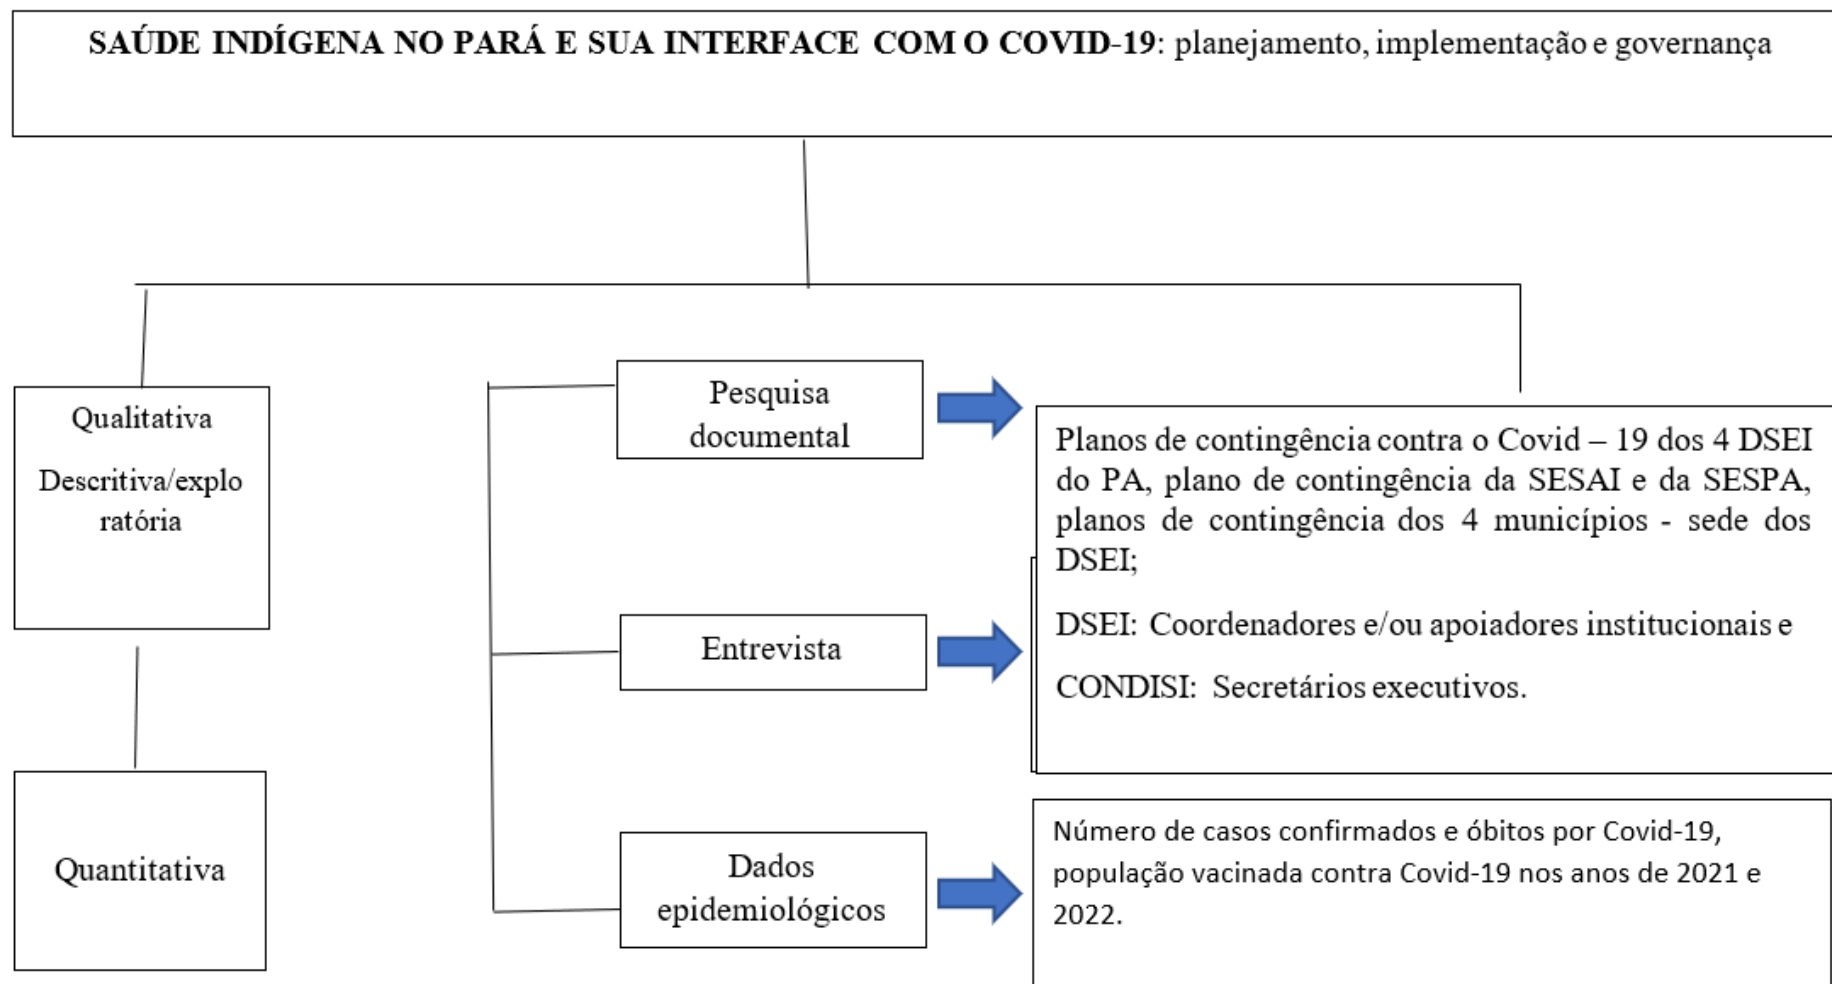 SAÚDE INDÍGENA NO PARÁ E SUA INTERFACE COM O COVID-19: planejamento, implementação e governança
Qualitativa
Descritiva/explo
ratória
Quantitativa
Pesquisa
documental
Planos de contingência contra o Covid – 19 dos 4 DSEI
do PA, plano de contingência da SESAI e da SESPA,
planos de contingência dos 4 municípios - sede dos
DSEI;
Entrevista
DSEI: Coordenadores e/ou apoiadores institucionais e
CONDISI: Secretários executivos.
Dados
epidemiológicos
Número de casos confirmados e óbitos por Covid-19,
população vacinada contra Covid-19 nos anos de 2021 e
2022.